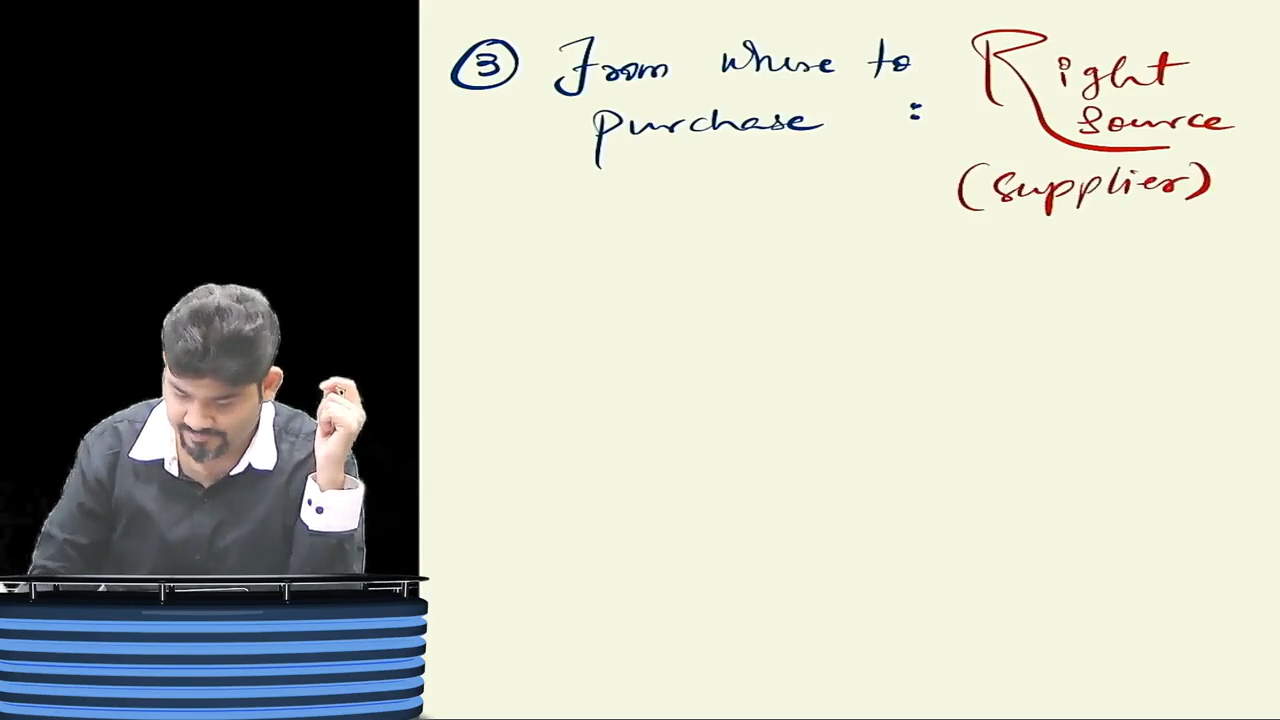 ③ From where to Right
purchase : Source
(Supplier)